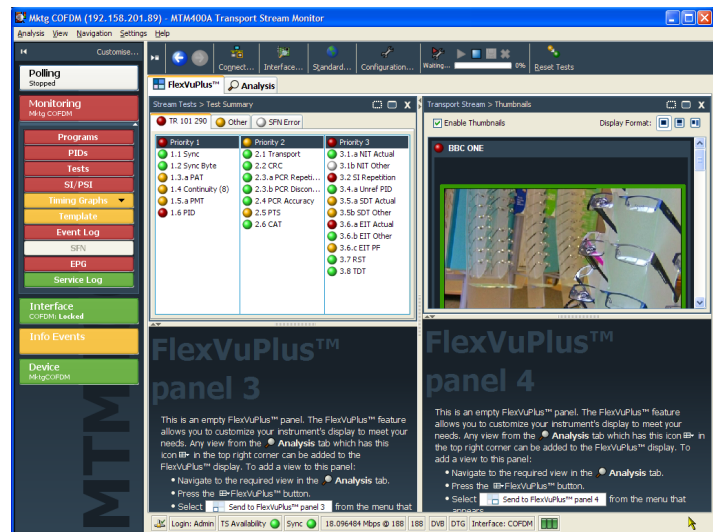 Mktg COFDM (192.158.201.89) - MTM400A Transport Stream Monitor
Analysis View Navigation Settings Help
Customise...
Connect...
Interface...
Standard...
Configuration...
Waiting...
0%
Reset Tests
Polling
Stopped
Monitoring
Mktg COFDM
Programs
PIDs
Tests
SI/PSI
Timing Graphs
Template
Event Log
SFN
EPG
Service Log
Interface
COFDM: Locked
Info Events
Device
MktgCOFDM
MTM
FlexVuPlus™ Analysis
Stream Tests > Test Summary
TR 101 290 Other SFN Error
Priority 1
1.1 Sync
1.2 Sync Byte
1.3.a PAT
1.4 Continuity (8)
1.5.a PMT
1.6 PID
Priority 2
2.1 Transport
2.2 CRC
2.3.a PCR Repeti...
2.3.b PCR Discon...
2.4 PCR Accuracy
2.5 PTS
2.6 CAT
Priority 3
3.1.a NIT Actual
3.1.b NIT Other
3.2 SI Repetition
3.4.a Unref PID
3.5.a SDT Actual
3.5.b SDT Other
3.6.a EIT Actual
3.6.b EIT Other
3.6.c EIT PF
3.7 RST
3.8 TDT
Transport Stream > Thumbnails
Enable Thumbnails
Display Format:
BBC ONE
FlexVuPlus™
panel 3
This is an empty FlexVuPlus™ panel. The FlexVuPlus™ feature
allows you to customize your instrument's display to meet your
needs. Any view from the Analysis tab which has this
icon in the top right corner can be added to the
FlexVuPlus™ display. To add a view to this panel:
• Navigate to the required view in the Analysis tab.
• Press the FlexVuPlus™ button.
• Select Send to FlexVuPlus™ panel 3 from the menu that
FlexVuPlus™
panel 4
This is an empty FlexVuPlus™ panel. The FlexVuPlus™ feature
allows you to customize your instrument's display to meet your
needs. Any view from the Analysis tab which has this icon in
the top right corner can be added to the FlexVuPlus™ display. To
add a view to this panel:
• Navigate to the required view in the Analysis tab.
• Press the FlexVuPlus™ button.
• Select Send to FlexVuPlus™ panel 4 from the menu that
appears.
Login: Admin TS Availability Sync 18.096484 Mbps @ 188 188 DVB DTG Interface: COFDM